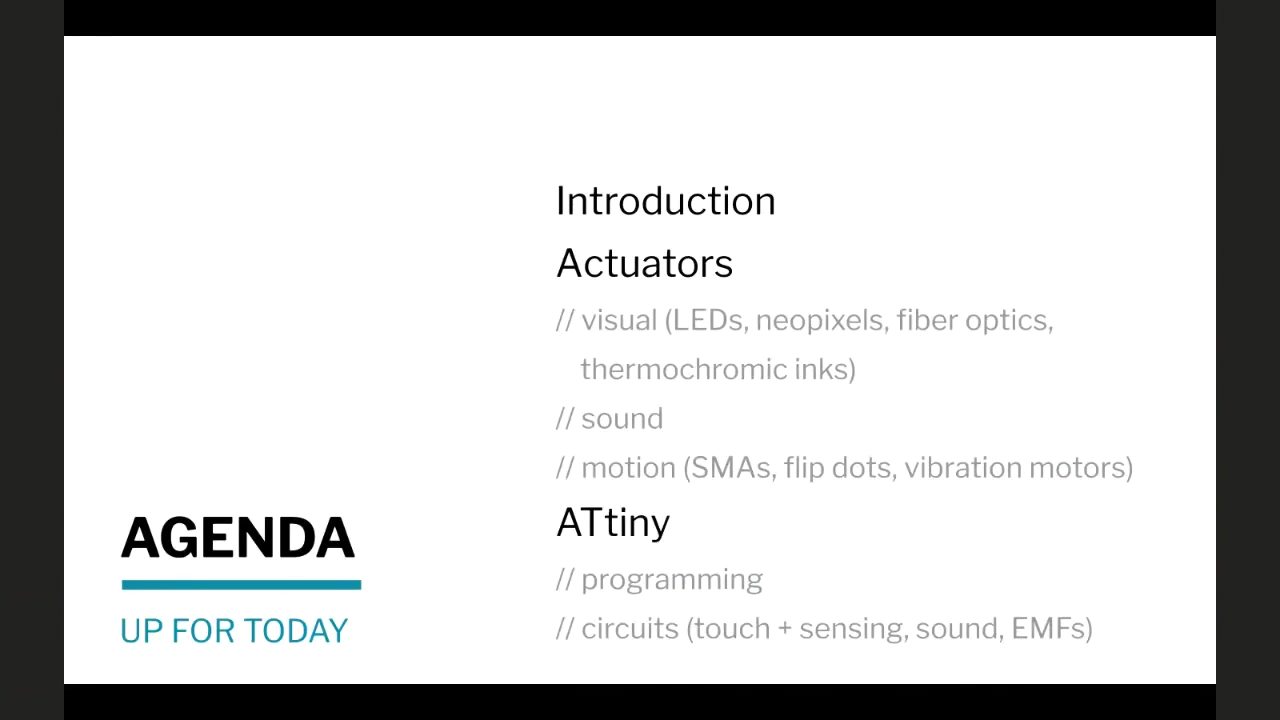 Introduction
Actuators
// visual (LEDs, neopixels, fiber optics,
thermochromic inks)
// sound
// motion (SMAs, flip dots, vibration motors)
ATtiny
// programming
// circuits (touch + sensing, sound, EMFs)
AGENDA
UP FOR TODAY